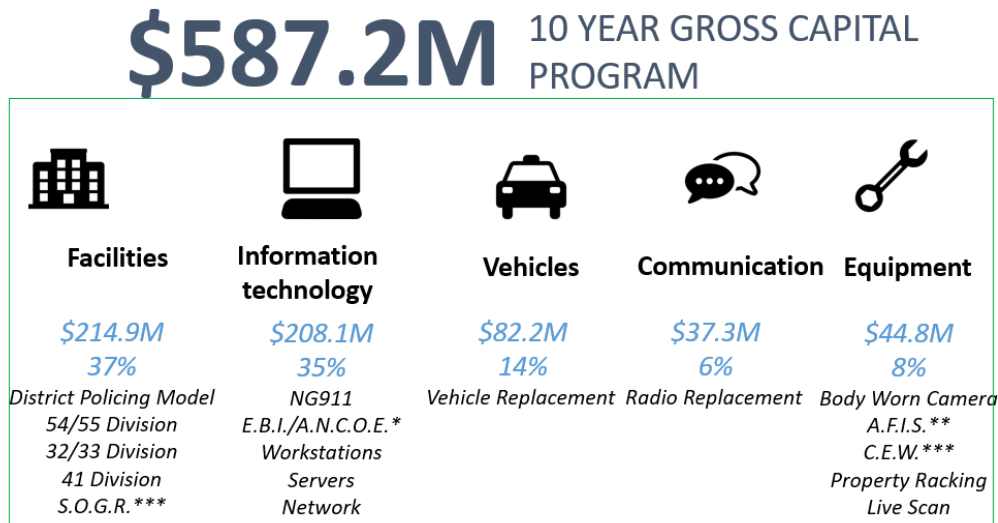 $587.2M
10 YEAR GROSS CAPITAL
PROGRAM
Facilities
$214.9M
37%
District Policing Model
54/55 Division
32/33 Division
41 Division
S.O.G.R.***
Information
technology
$208.1M
35%
NG911
E.B.I./A.N.C.O.E.*
Workstations
Servers
Network
Vehicles
$82.2M
14%
Vehicle Replacement
Communication
$37.3M
6%
Radio Replacement
Equipment
$44.8M
8%
Body Worn Camera
A.F.I.S.**
C.E.W.***
Property Racking
Live Scan